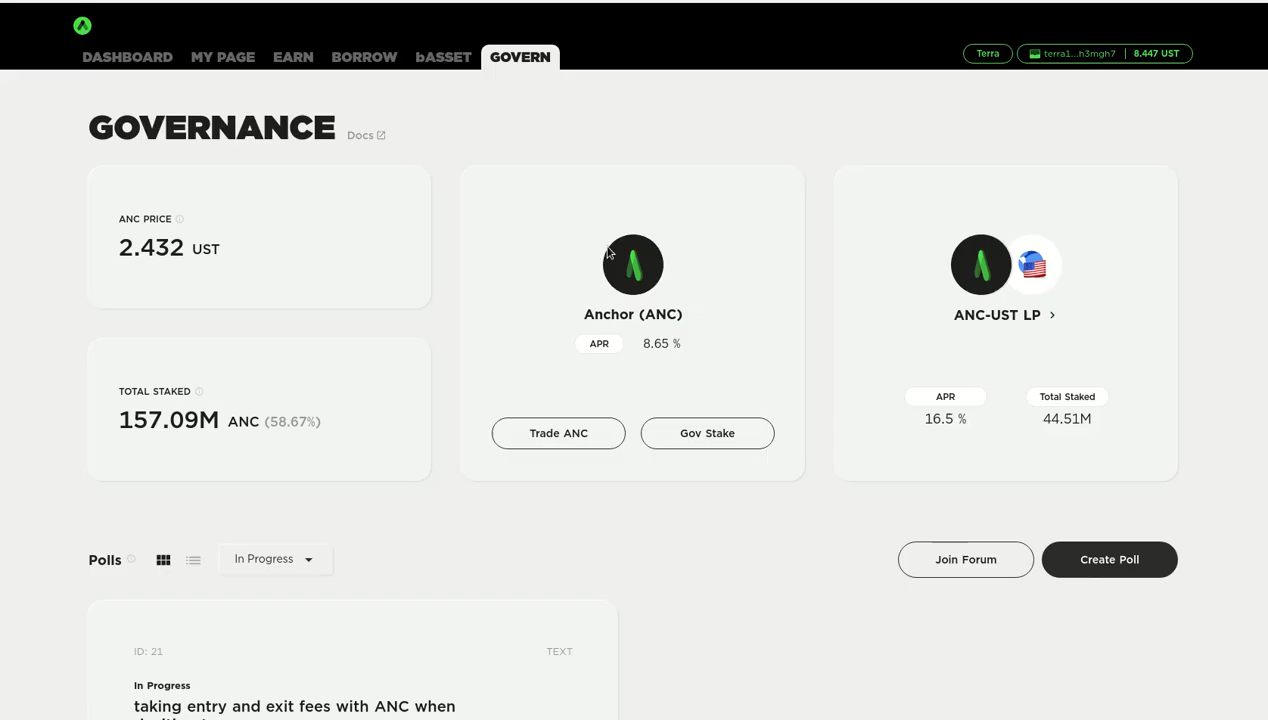 DASHBOARD MY PAGE EARN BORROW bASSET GOVERN
Terra terra1...h3mgh7 8.447 UST
GOVERNANCE Docs
ANC PRICE
2.432 UST
TOTAL STAKED
157.09M ANC (58.67%)
Anchor (ANC)
APR 8.65 %
Trade ANC Gov Stake
ANC-UST LP >
APR Total Staked
16.5 % 44.51M
Polls In Progress Join Forum Create Poll
ID: 21 TEXT
In Progress
taking entry and exit fees with ANC when